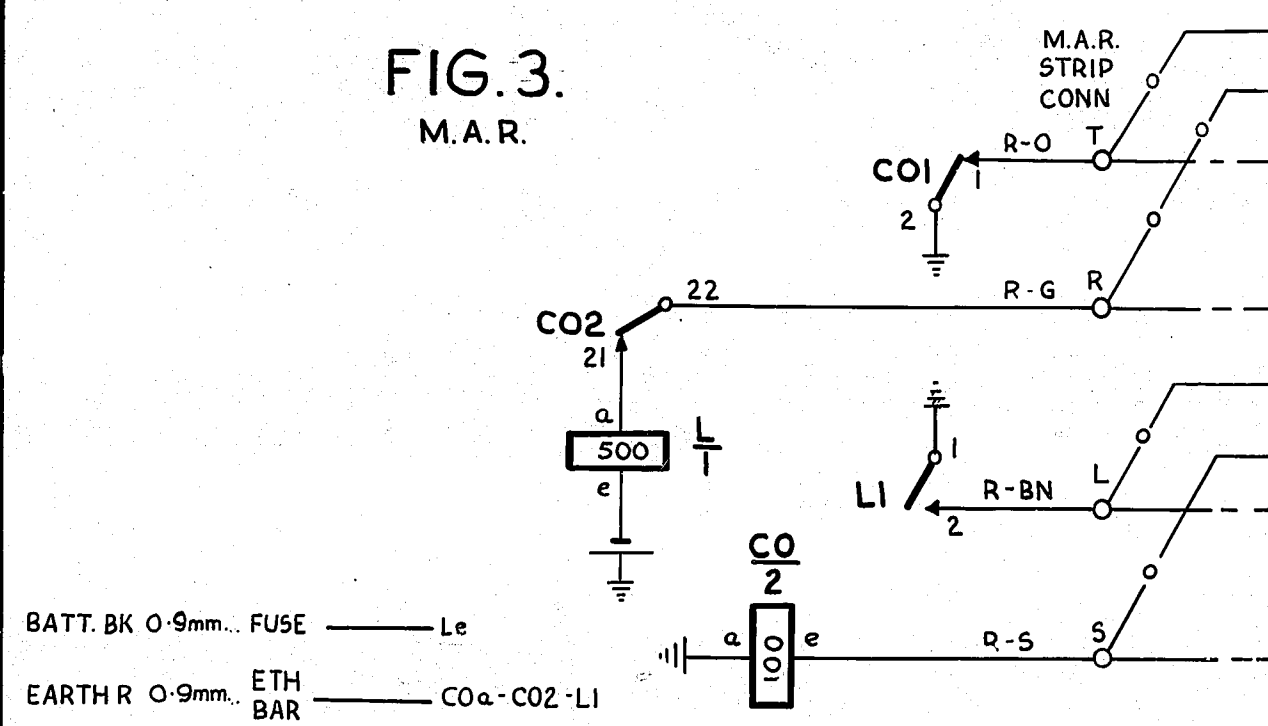 FIG. 3.
M.A.R.
M.A.R.
STRIP
CONN
R-O T
CO1 1
2
22 R-G R
CO2
21
a
500 L/1
e
1
L1 R-BN L
2
CO/2
a 100 e R-S S
BATT. BK 0·9mm... FUSE Le
EARTH R 0·9mm.. ETH BAR COa-CO2-L1